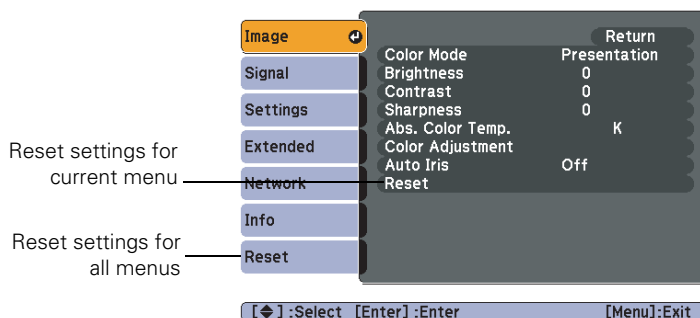 Image
Signal
Settings
Extended
Network
Info
Reset
Return
Color Mode Presentation
Brightness 0
Contrast 0
Sharpness 0
Abs. Color Temp. K
Color Adjustment
Auto Iris Off
Reset
Reset settings for
current menu
Reset settings for
all menus
[◆] :Select [Enter] :Enter [Menu]:Exit